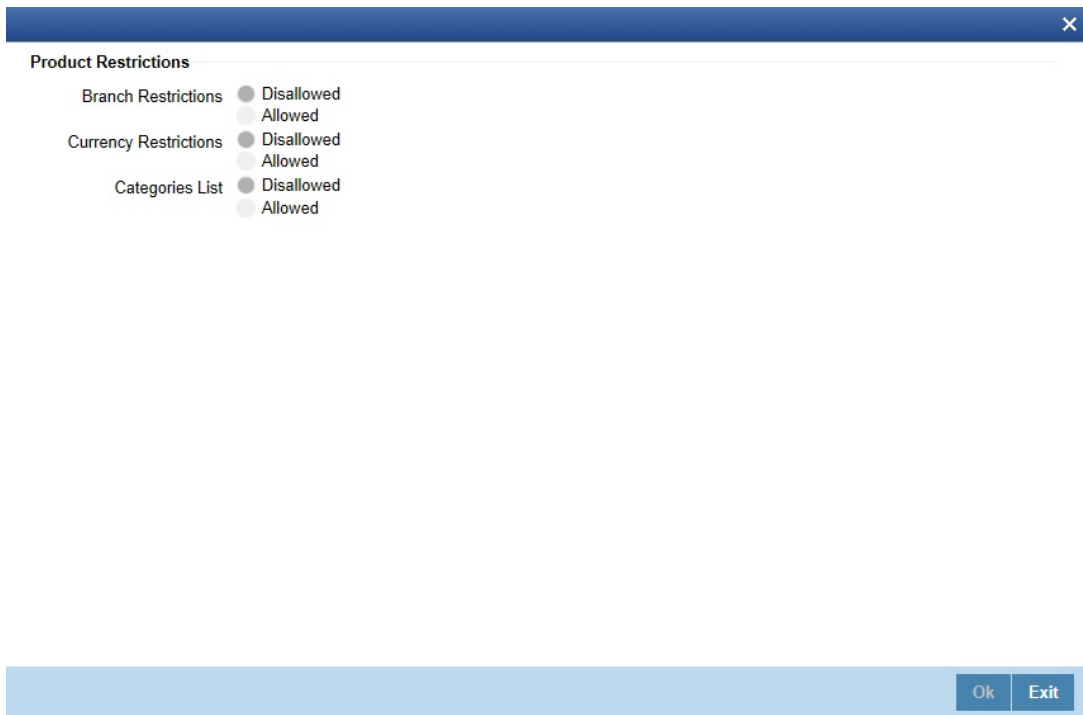 Product Restrictions
Branch Restrictions Disallowed
Allowed
Currency Restrictions Disallowed
Allowed
Categories List Disallowed
Allowed
Ok Exit